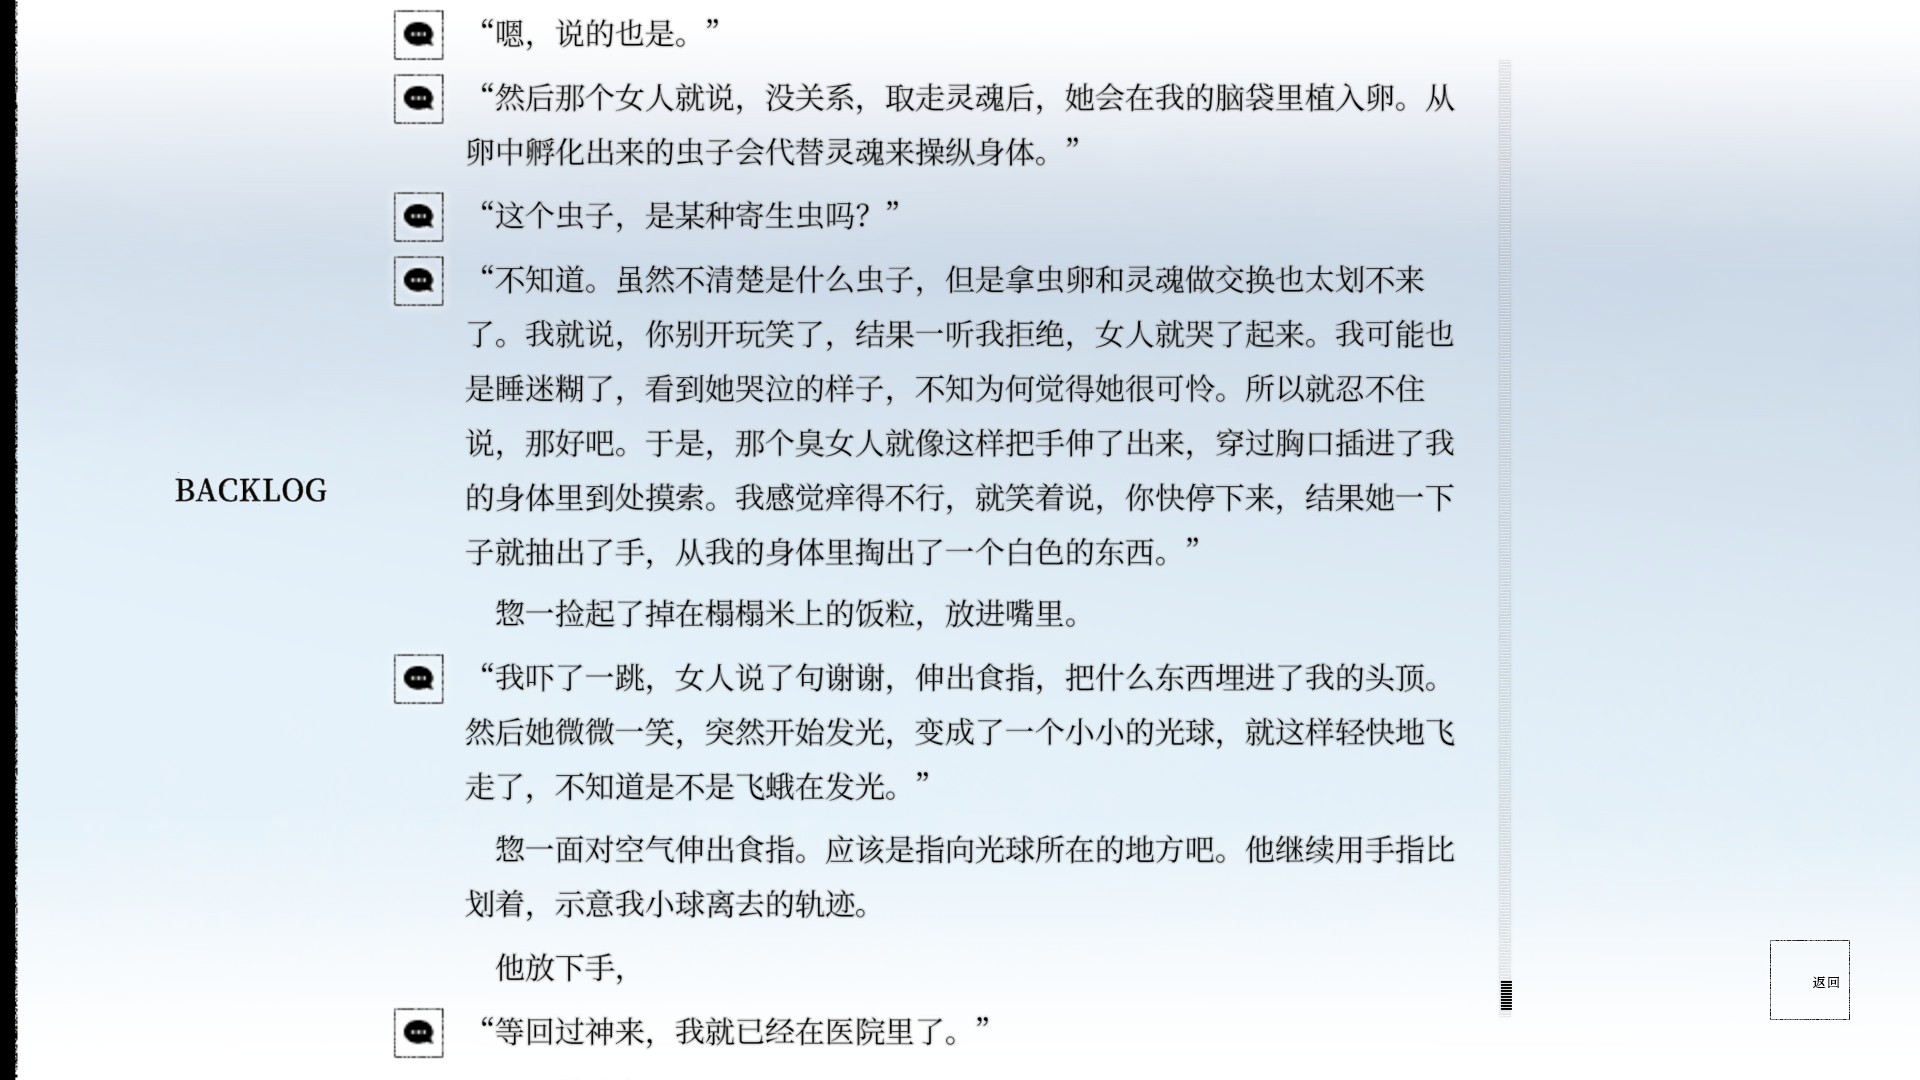 “嗯，说的也是。”
“然后那个女人就说，没关系，取走灵魂后，她会在我的脑袋里植入卵。从
卵中孵化出来的虫子会代替灵魂来操纵身体。”
“这个虫子，是某种寄生虫吗？”
“不知道。虽然不清楚是什么虫子，但是拿虫卵和灵魂做交换也太划不来
了。我就说，你别开玩笑了，结果一听我拒绝，女人就哭了起来。我可能也
是睡迷糊了，看到她哭泣的样子，不知为何觉得她很可怜。所以就忍不住
说，那好吧。于是，那个臭女人就像这样把手伸了出来，穿过胸口插进了我
的身体里到处摸索。我感觉痒得不行，就笑着说，你快停下来，结果她一下
子就抽出了手，从我的身体里掏出了一个白色的东西。”
惣一捡起了掉在榻榻米上的饭粒，放进嘴里。
“我吓了一跳，女人说了句谢谢，伸出食指，把什么东西埋进了我的头顶。
然后她微微一笑，突然开始发光，变成了一个小小的光球，就这样轻快地飞
走了，不知道是不是飞蛾在发光。”
惣一面对空气伸出食指。应该是指向光球所在的地方吧。他继续用手指比
划着，示意我小球离去的轨迹。
他放下手，
“等回过神来，我就已经在医院里了。”
BACKLOG
返回